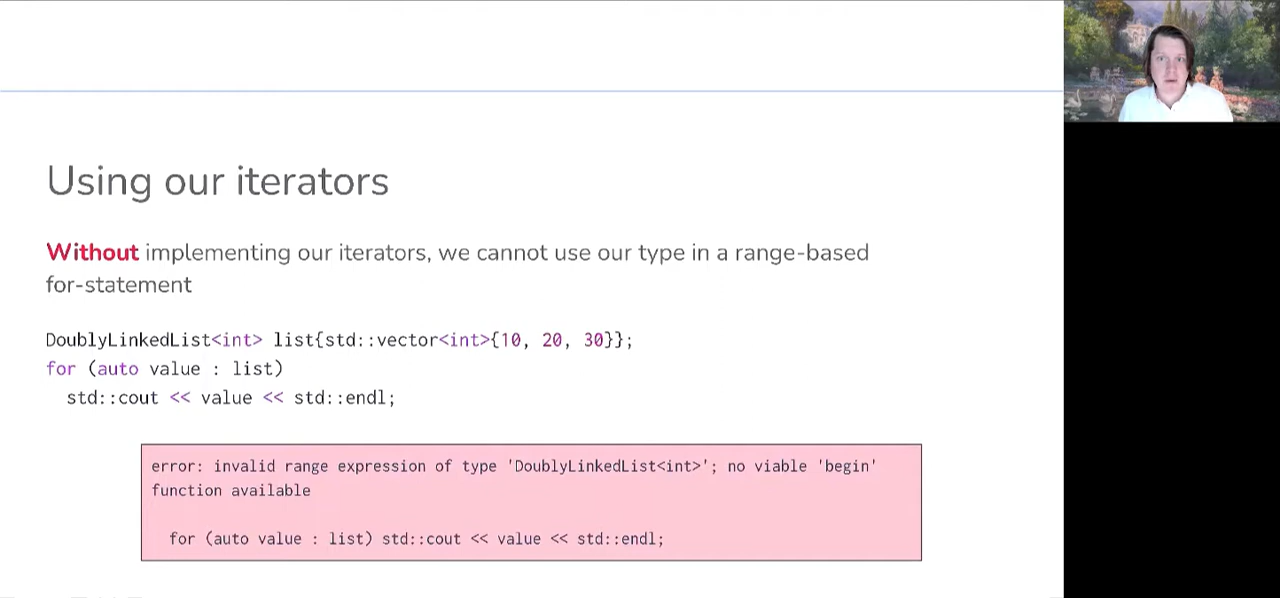 Using our iterators
Without implementing our iterators, we cannot use our type in a range-based
for-statement
DoublyLinkedList<int> list{std::vector<int>{10, 20, 30}};
for (auto value : list)
  std::cout << value << std::endl;
error: invalid range expression of type 'DoublyLinkedList<int>'; no viable 'begin'
function available
  for (auto value : list) std::cout << value << std::endl;